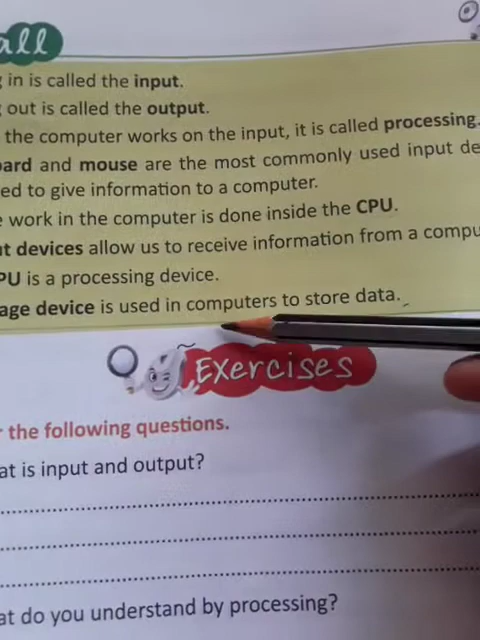 all
g in is called the input.
g out is called the output.
the computer works on the input, it is called processing.
oard and mouse are the most commonly used input de
ed to give information to a computer.
e work in the computer is done inside the CPU.
ut devices allow us to receive information from a compu
PU is a processing device.
age device is used in computers to store data.
Exercises
r the following questions.
at is input and output?
at do you understand by processing?